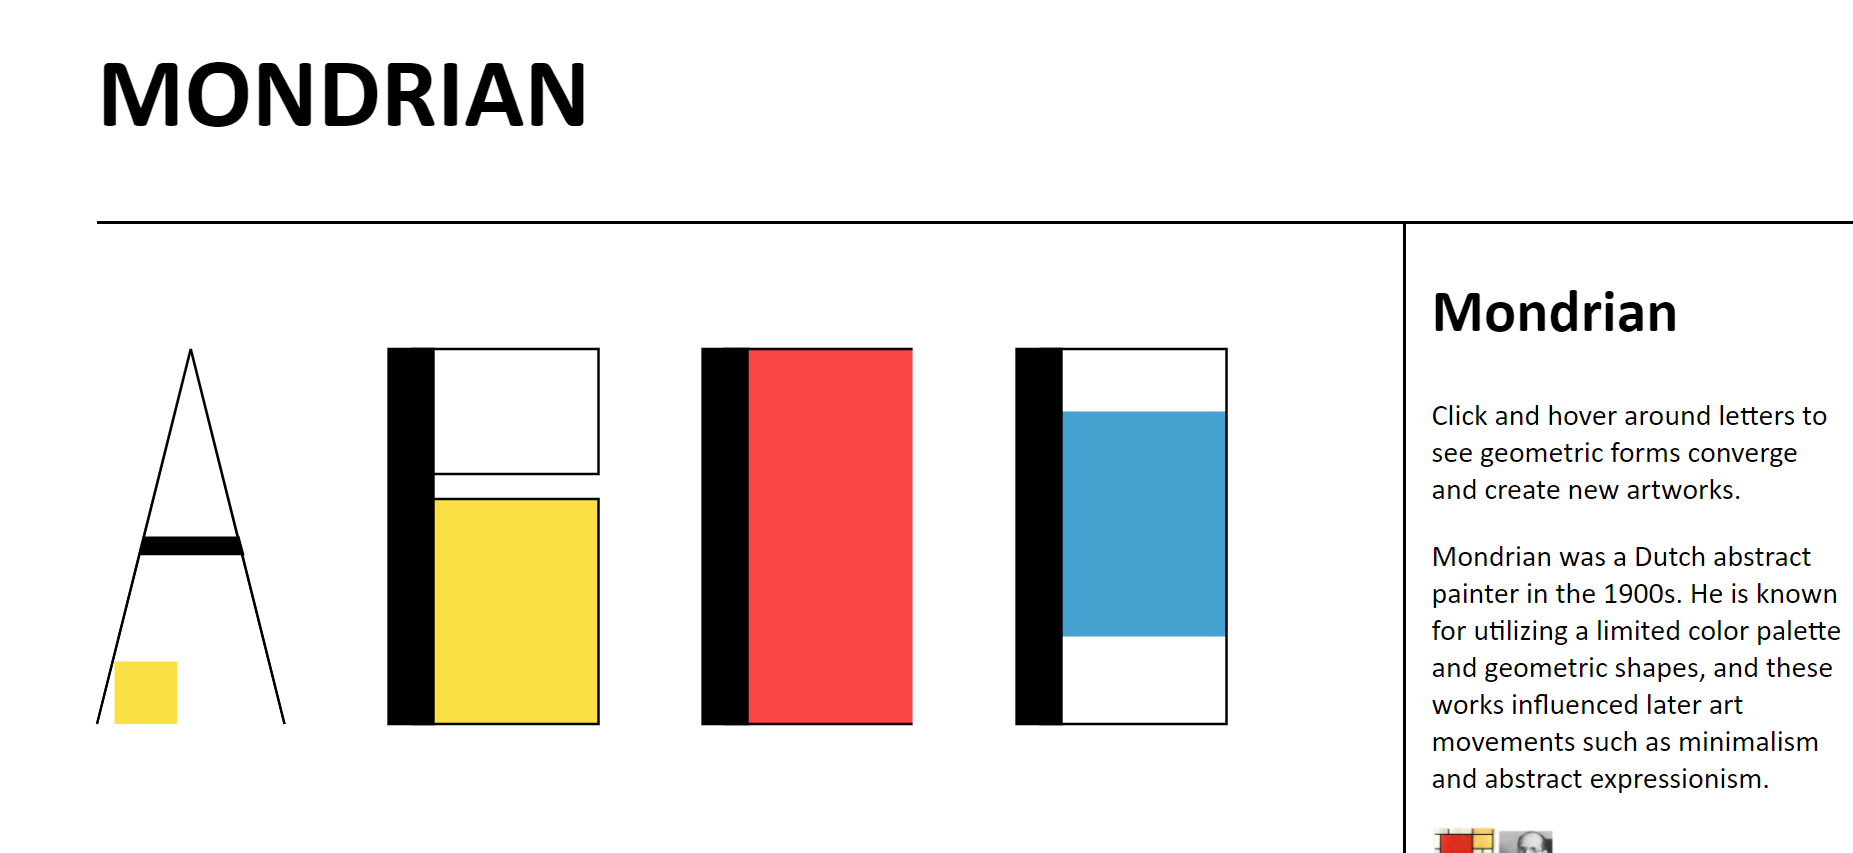 MONDRIAN
A B C D
Mondrian
Click and hover around letters to
see geometric forms converge
and create new artworks.
Mondrian was a Dutch abstract
painter in the 1900s. He is known
for utilizing a limited color palette
and geometric shapes, and these
works influenced later art
movements such as minimalism
and abstract expressionism.